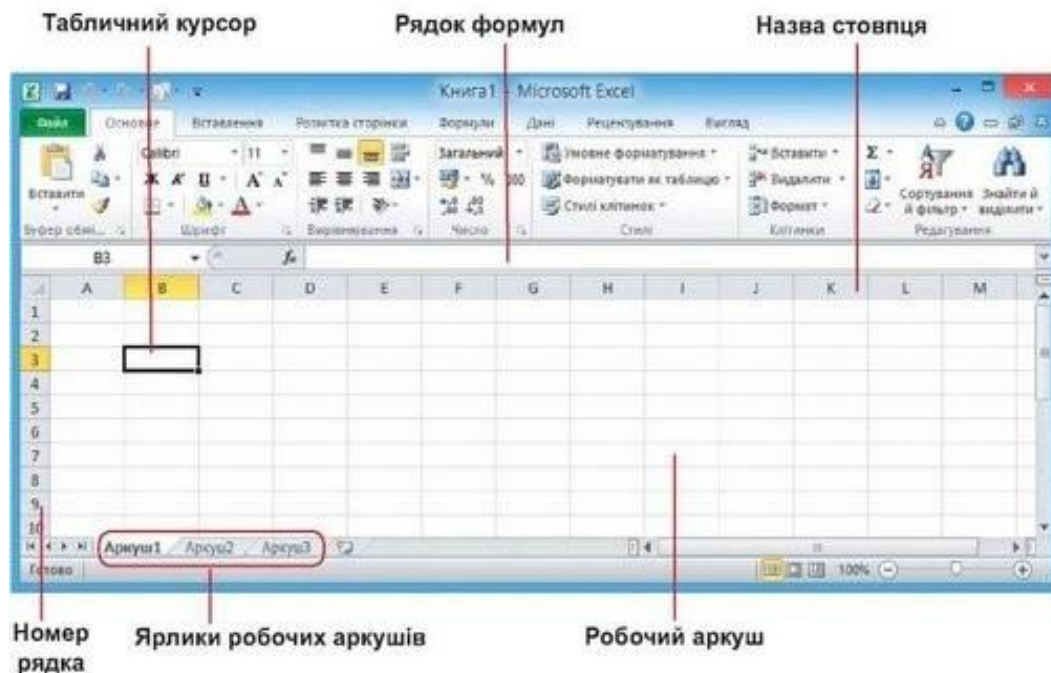 Табличний курсор
Рядок формул
Назва стовпця
Книга1 - Microsoft Excel
Файл Основне Вставлення Розмітка сторінки Формули Дані Рецензування Вигляд
Calibri 11 Загальний Умовне форматування Вставити Σ
Вставити Ж К П А А % 000 Форматувати як таблицю Видалити Сортування Знайти й
Стилі клітинок Формат й фільтр виділити
Буфер обмі... Шрифт Вирівнювання Число Стилі Клітинки Редагування
B3 fx
A B C D E F G H I J K L M
1
2
3
4
5
6
7
8
9
10
Аркуш1 Аркуш2 Аркуш3
Готово 100%
Номер
рядка
Ярлики робочих аркушів
Робочий аркуш